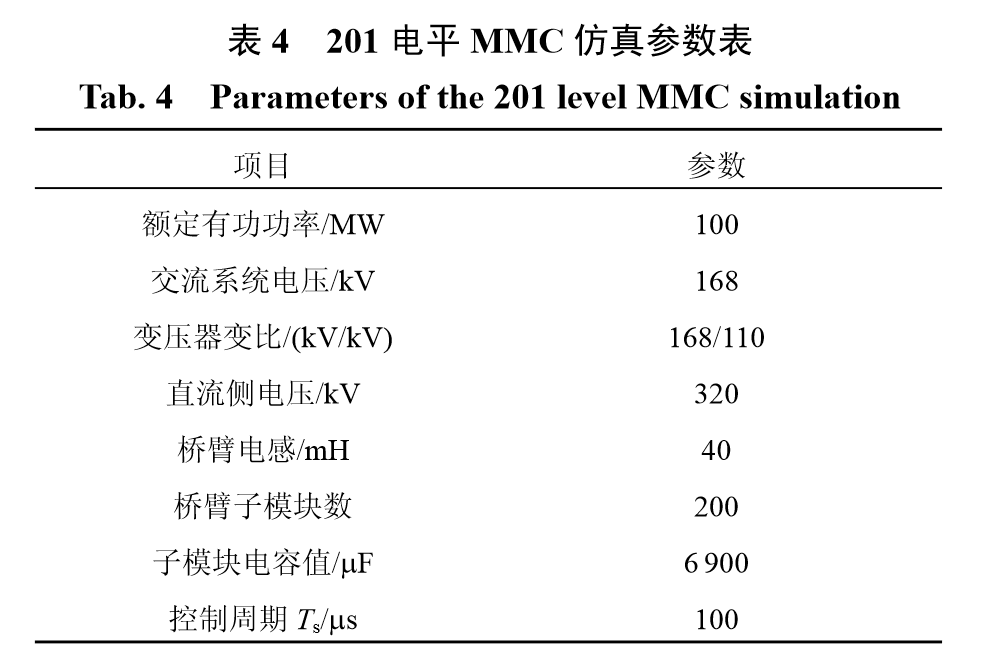 表 4 201 电平 MMC 仿真参数表
Tab. 4 Parameters of the 201 level MMC simulation
项目 参数
额定有功功率/MW 100
交流系统电压/kV 168
变压器变比/(kV/kV) 168/110
直流侧电压/kV 320
桥臂电感/mH 40
桥臂子模块数 200
子模块电容值/μF 6 900
控制周期 Ts/μs 100